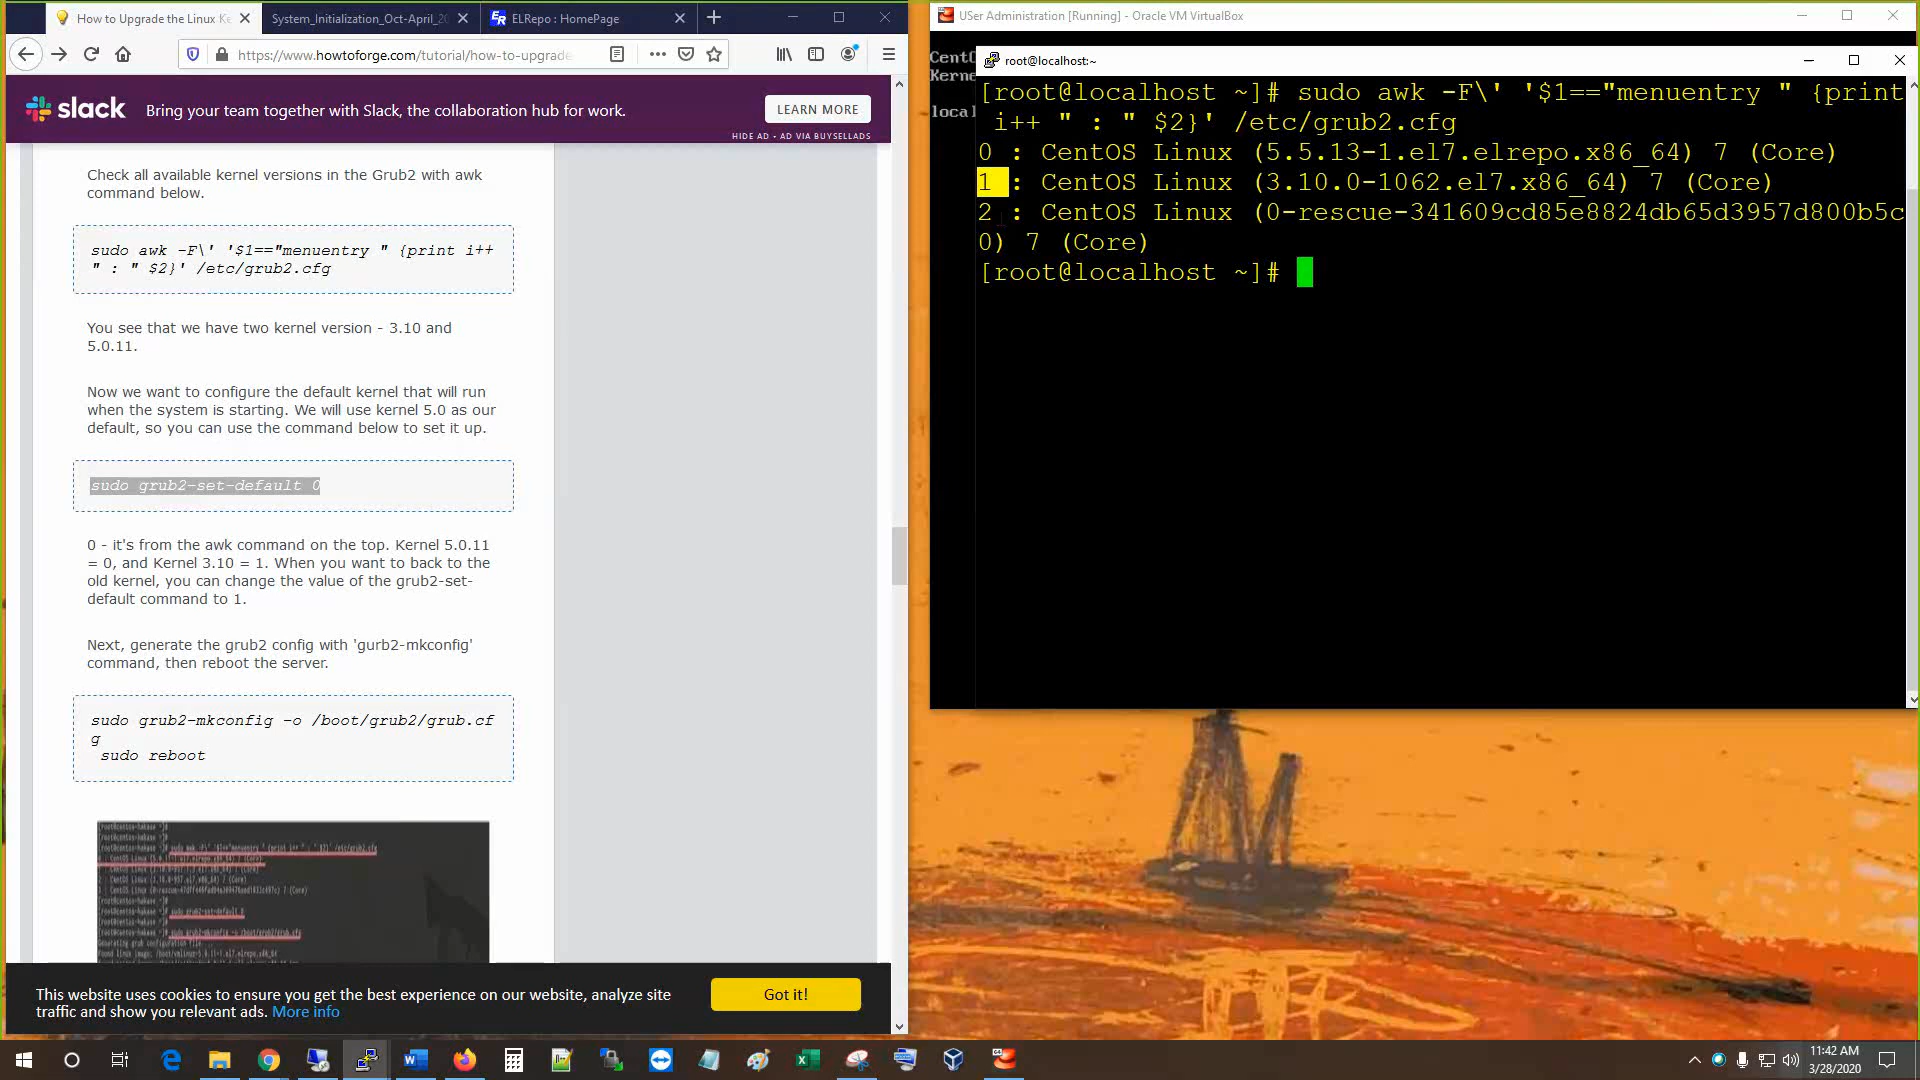 How to Upgrade the Linux Ke
System_Initialization_Oct-April_20
ELRepo : HomePage
https://www.howtoforge.com/tutorial/how-to-upgrade
slack
Bring your team together with Slack, the collaboration hub for work.
LEARN MORE
HIDE AD • AD VIA BUYSELLADS
Check all available kernel versions in the Grub2 with awk
command below.
sudo awk -F\' '$1=="menuentry " {print i++
" : " $2}' /etc/grub2.cfg
You see that we have two kernel version - 3.10 and
5.0.11.
Now we want to configure the default kernel that will run
when the system is starting. We will use kernel 5.0 as our
default, so you can use the command below to set it up.
sudo grub2-set-default 0
0 - it's from the awk command on the top. Kernel 5.0.11
= 0, and Kernel 3.10 = 1. When you want to back to the
old kernel, you can change the value of the grub2-set-
default command to 1.
Next, generate the grub2 config with 'gurb2-mkconfig'
command, then reboot the server.
sudo grub2-mkconfig -o /boot/grub2/grub.cf
g
sudo reboot
This website uses cookies to ensure you get the best experience on our website, analyze site
traffic and show you relevant ads. More info
Got it!
USer Administration [Running] - Oracle VM VirtualBox
CentO
Kerne
loca
root@localhost:~
[root@localhost ~]# sudo awk -F\' '$1=="menuentry " {print
i++ " : " $2}' /etc/grub2.cfg
0 : CentOS Linux (5.5.13-1.el7.elrepo.x86_64) 7 (Core)
1 : CentOS Linux (3.10.0-1062.el7.x86_64) 7 (Core)
2 : CentOS Linux (0-rescue-341609cd85e8824db65d3957d800b5c
0) 7 (Core)
[root@localhost ~]#
11:42 AM
3/28/2020